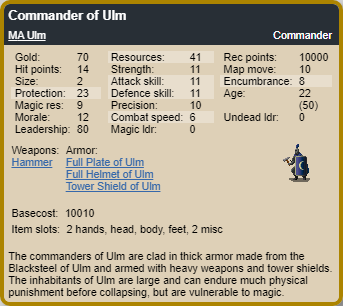 Commander of Ulm
MA Ulm Commander
Gold: 70 Resources: 41 Rec points: 10000
Hit points: 14 Strength: 11 Map move: 10
Size: 2 Attack skill: 11 Encumbrance: 8
Protection: 23 Defence skill: 11 Age: 22
Magic res: 9 Precision: 10 (50)
Morale: 12 Combat speed: 6 Undead ldr: 0
Leadership: 80 Magic ldr: 0
Weapons: Armor:
Hammer Full Plate of Ulm
Full Helmet of Ulm
Tower Shield of Ulm
Basecost: 10010
Item slots: 2 hands, head, body, feet, 2 misc
The commanders of Ulm are clad in thick armor made from the
Blacksteel of Ulm and armed with heavy weapons and tower shields.
The inhabitants of Ulm are large and can endure much physical
punishment before collapsing, but are vulnerable to magic.